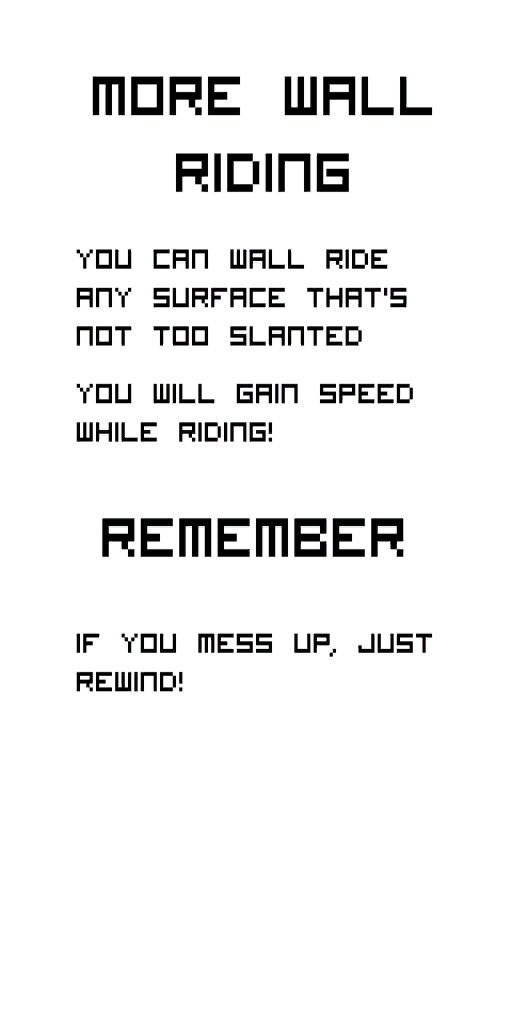 MORE WALL
RIDING
YOU CAN WALL RIDE
ANY SURFACE THAT'S
NOT TOO SLANTED
YOU WILL GAIN SPEED
WHILE RIDING!
REMEMBER
IF YOU MESS UP, JUST
REWIND!